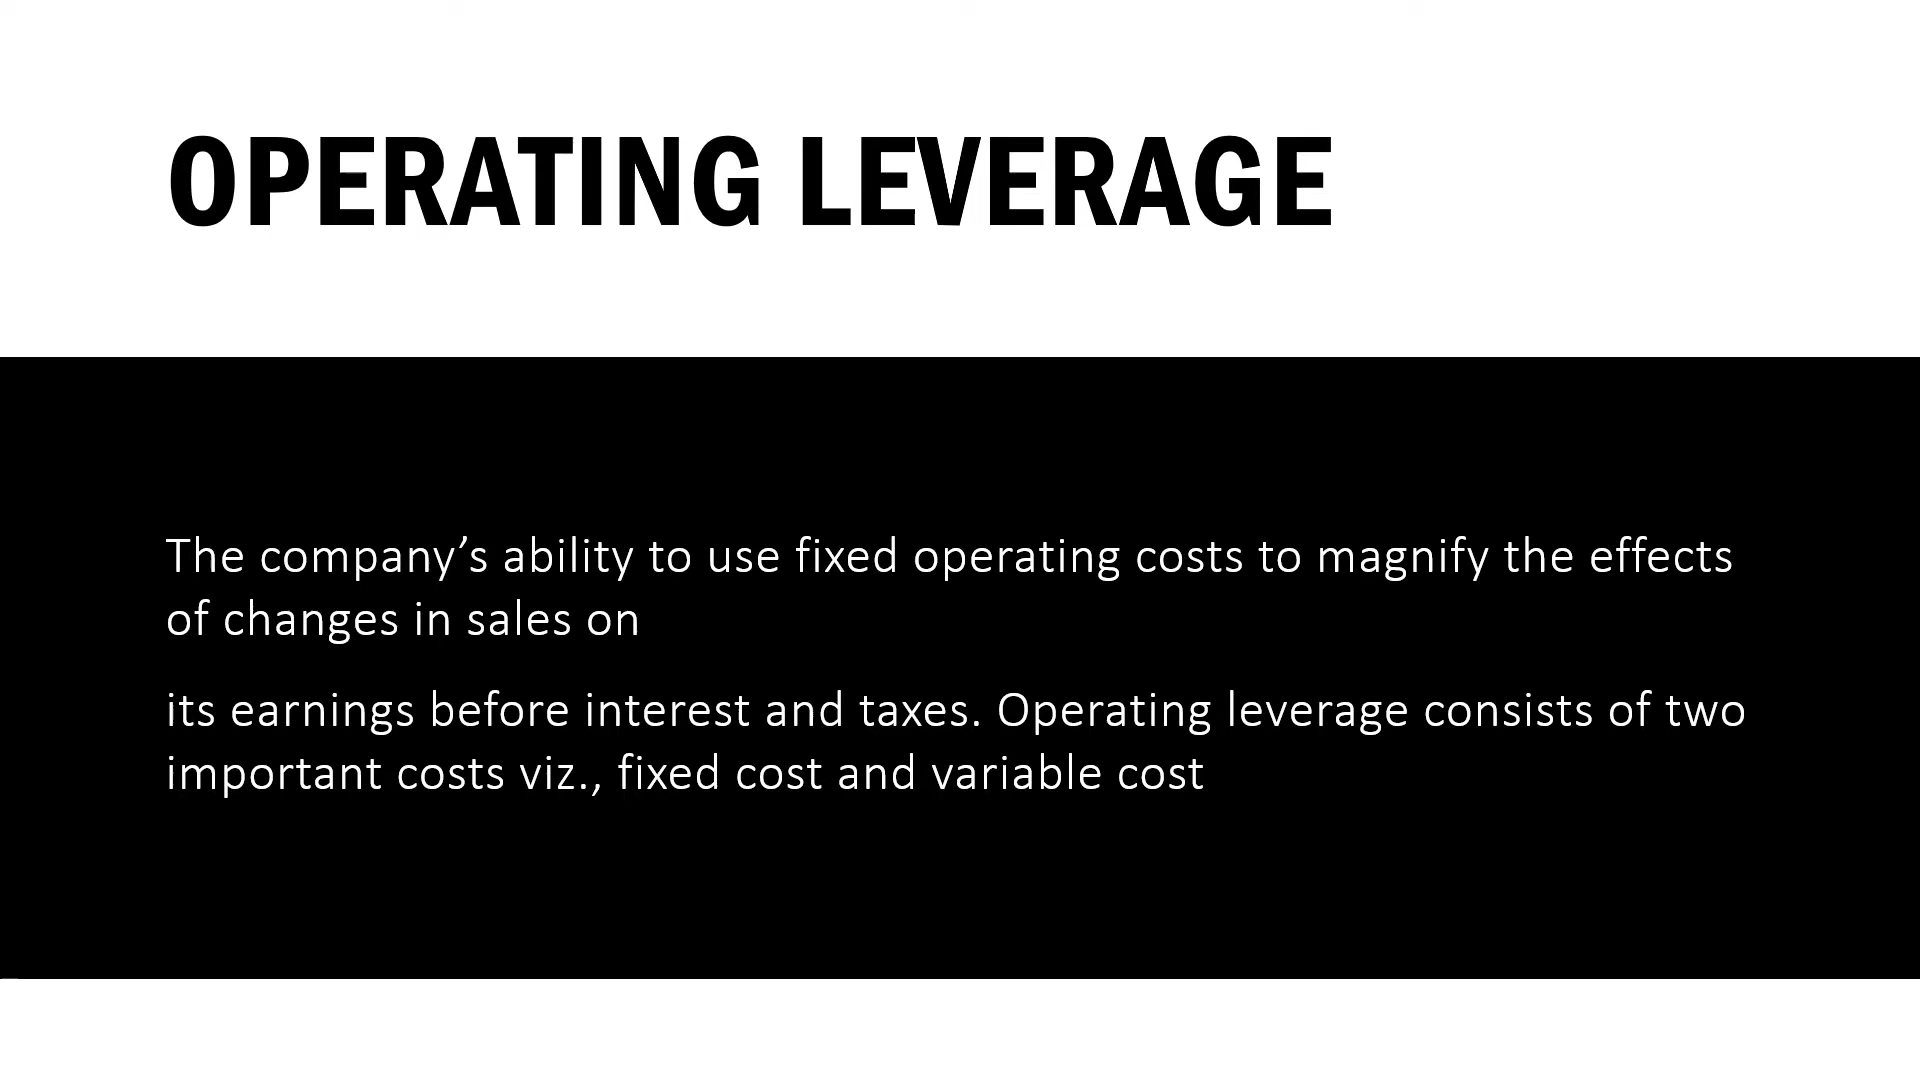 OPERATING LEVERAGE
The company’s ability to use fixed operating costs to magnify the effects
of changes in sales on
its earnings before interest and taxes. Operating leverage consists of two
important costs viz., fixed cost and variable cost